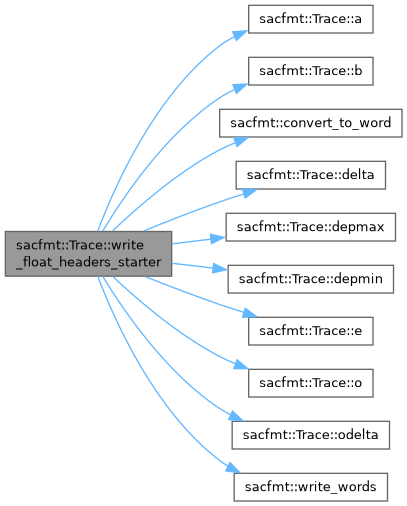 sacfmt::Trace::a
sacfmt::Trace::b
sacfmt::convert_to_word
sacfmt::Trace::delta
sacfmt::Trace::write
_float_headers_starter
sacfmt::Trace::depmax
sacfmt::Trace::depmin
sacfmt::Trace::e
sacfmt::Trace::o
sacfmt::Trace::odelta
sacfmt::write_words